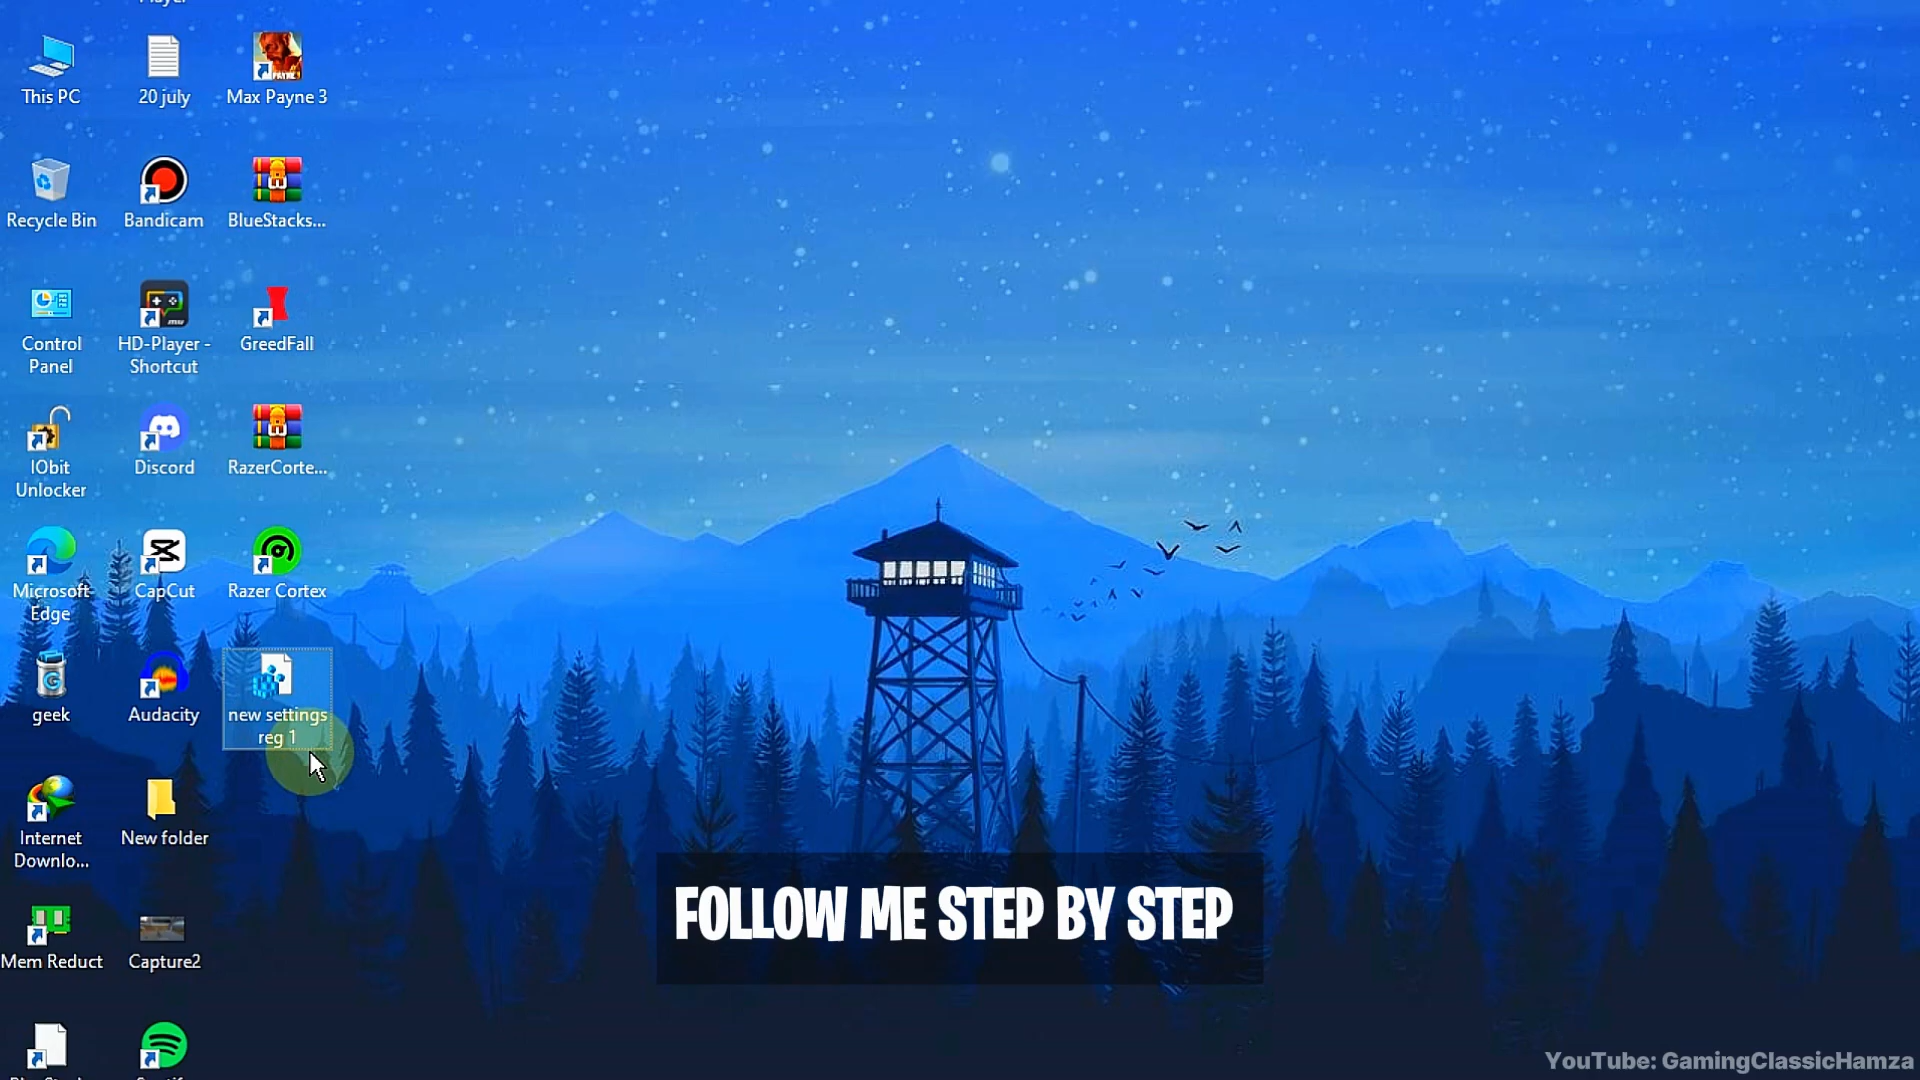 Player
This PC
20 july
Max Payne 3
PAYNE
Recycle Bin
Bandicam
BlueStacks...
Control
Panel
HD-Player -
Shortcut
GreedFall
IObit
Unlocker
Discord
RazerCorte...
Microsoft
Edge
CapCut
Razer Cortex
geek
Audacity
new settings
reg 1
Internet
Downlo...
New folder
Mem Reduct
Capture2
FOLLOW ME STEP BY STEP
YouTube: GamingClassicHamza